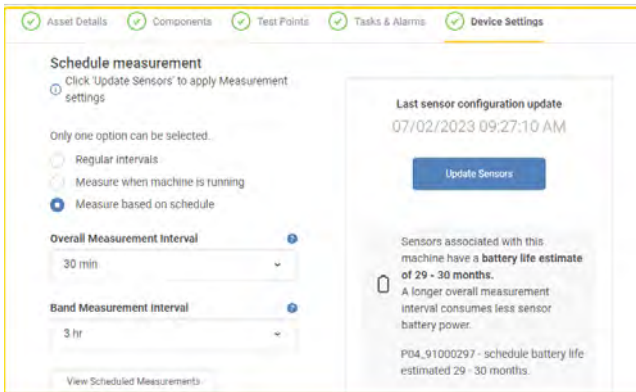 Asset Details
Components
Test Points
Tasks & Alarms
Device Settings
Schedule measurement
Click 'Update Sensors' to apply Measurement
settings
Only one option can be selected.
Regular intervals
Measure when machine is running
Measure based on schedule
Overall Measurement Interval
30 min
Band Measurement Interval
3 hr
View Scheduled Measurements
Last sensor configuration update
07/02/2023 09:27:10 AM
Update Sensors
Sensors associated with this
machine have a battery life estimate
of 29 - 30 months.
A longer overall measurement
interval consumes less sensor
battery power.
P04_91000297 - schedule battery life
estimated 29 - 30 months.